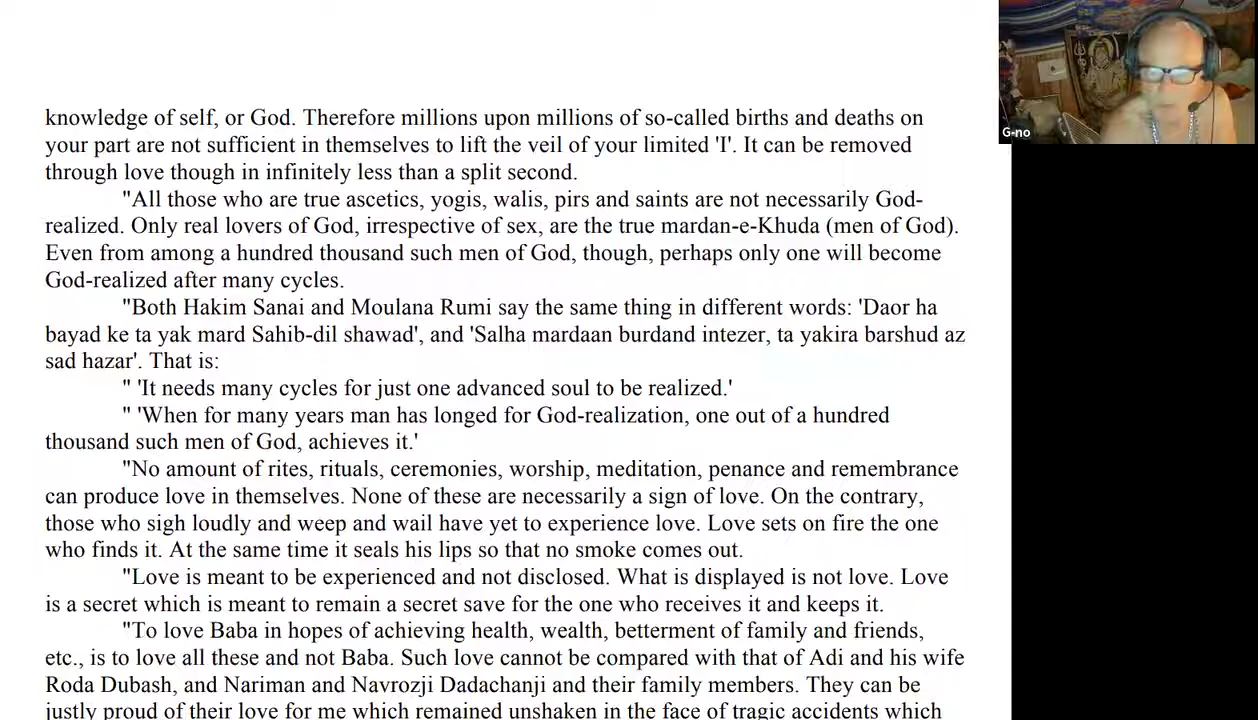 knowledge of self, or God. Therefore millions upon millions of so-called births and deaths on
your part are not sufficient in themselves to lift the veil of your limited 'I'. It can be removed
through love though in infinitely less than a split second.
"All those who are true ascetics, yogis, walis, pirs and saints are not necessarily God-
realized. Only real lovers of God, irrespective of sex, are the true mardan-e-Khuda (men of God).
Even from among a hundred thousand such men of God, though, perhaps only one will become
God-realized after many cycles.
"Both Hakim Sanai and Moulana Rumi say the same thing in different words: 'Daor ha
bayad ke ta yak mard Sahib-dil shawad', and 'Salha mardaan burdand intezer, ta yakira barshud az
sad hazar'. That is:
" 'It needs many cycles for just one advanced soul to be realized.'
" 'When for many years man has longed for God-realization, one out of a hundred
thousand such men of God, achieves it.'
"No amount of rites, rituals, ceremonies, worship, meditation, penance and remembrance
can produce love in themselves. None of these are necessarily a sign of love. On the contrary,
those who sigh loudly and weep and wail have yet to experience love. Love sets on fire the one
who finds it. At the same time it seals his lips so that no smoke comes out.
"Love is meant to be experienced and not disclosed. What is displayed is not love. Love
is a secret which is meant to remain a secret save for the one who receives it and keeps it.
"To love Baba in hopes of achieving health, wealth, betterment of family and friends,
etc., is to love all these and not Baba. Such love cannot be compared with that of Adi and his wife
Roda Dubash, and Nariman and Navrozji Dadachanji and their family members. They can be
justly proud of their love for me which remained unshaken in the face of tragic accidents which
G-no